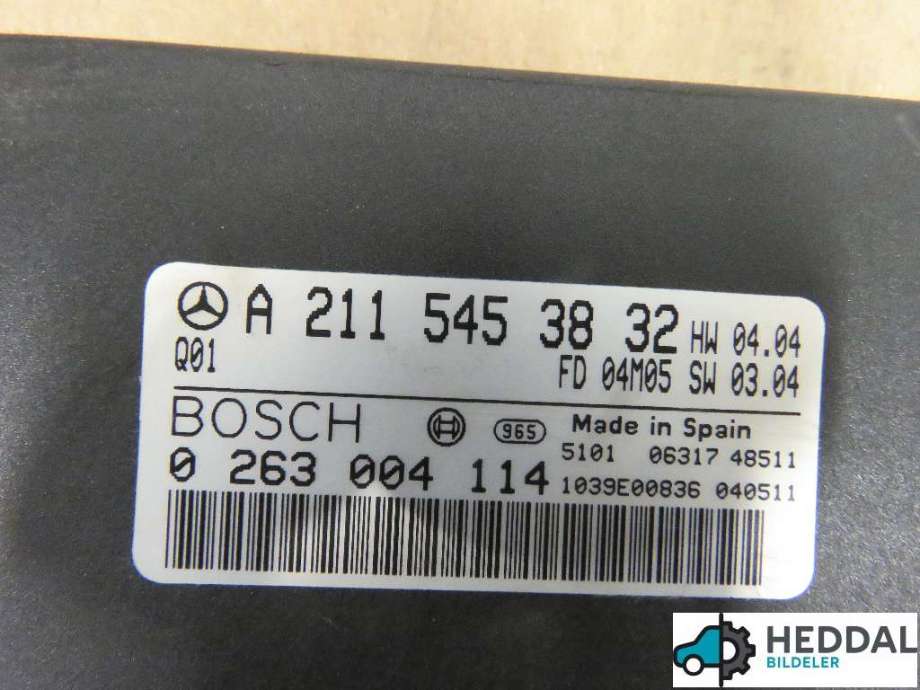 A 211 545 38 32 HW 04.04
Q01 FD 04M05 SW 03.04
BOSCH 965 Made in Spain
5101 06317 48511
0 263 004 114 1039E00836 040511
HEDDAL
BILDELER